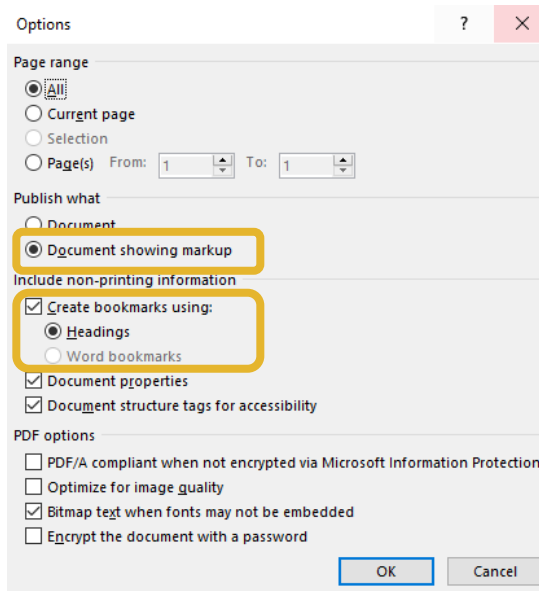 Options ?
Page range
All
Current page
Selection
Page(s) From: 1 To: 1
Publish what
Document
Document showing markup
Include non-printing information
Create bookmarks using:
Headings
Word bookmarks
Document properties
Document structure tags for accessibility
PDF options
PDF/A compliant when not encrypted via Microsoft Information Protection
Optimize for image quality
Bitmap text when fonts may not be embedded
Encrypt the document with a password
OK Cancel